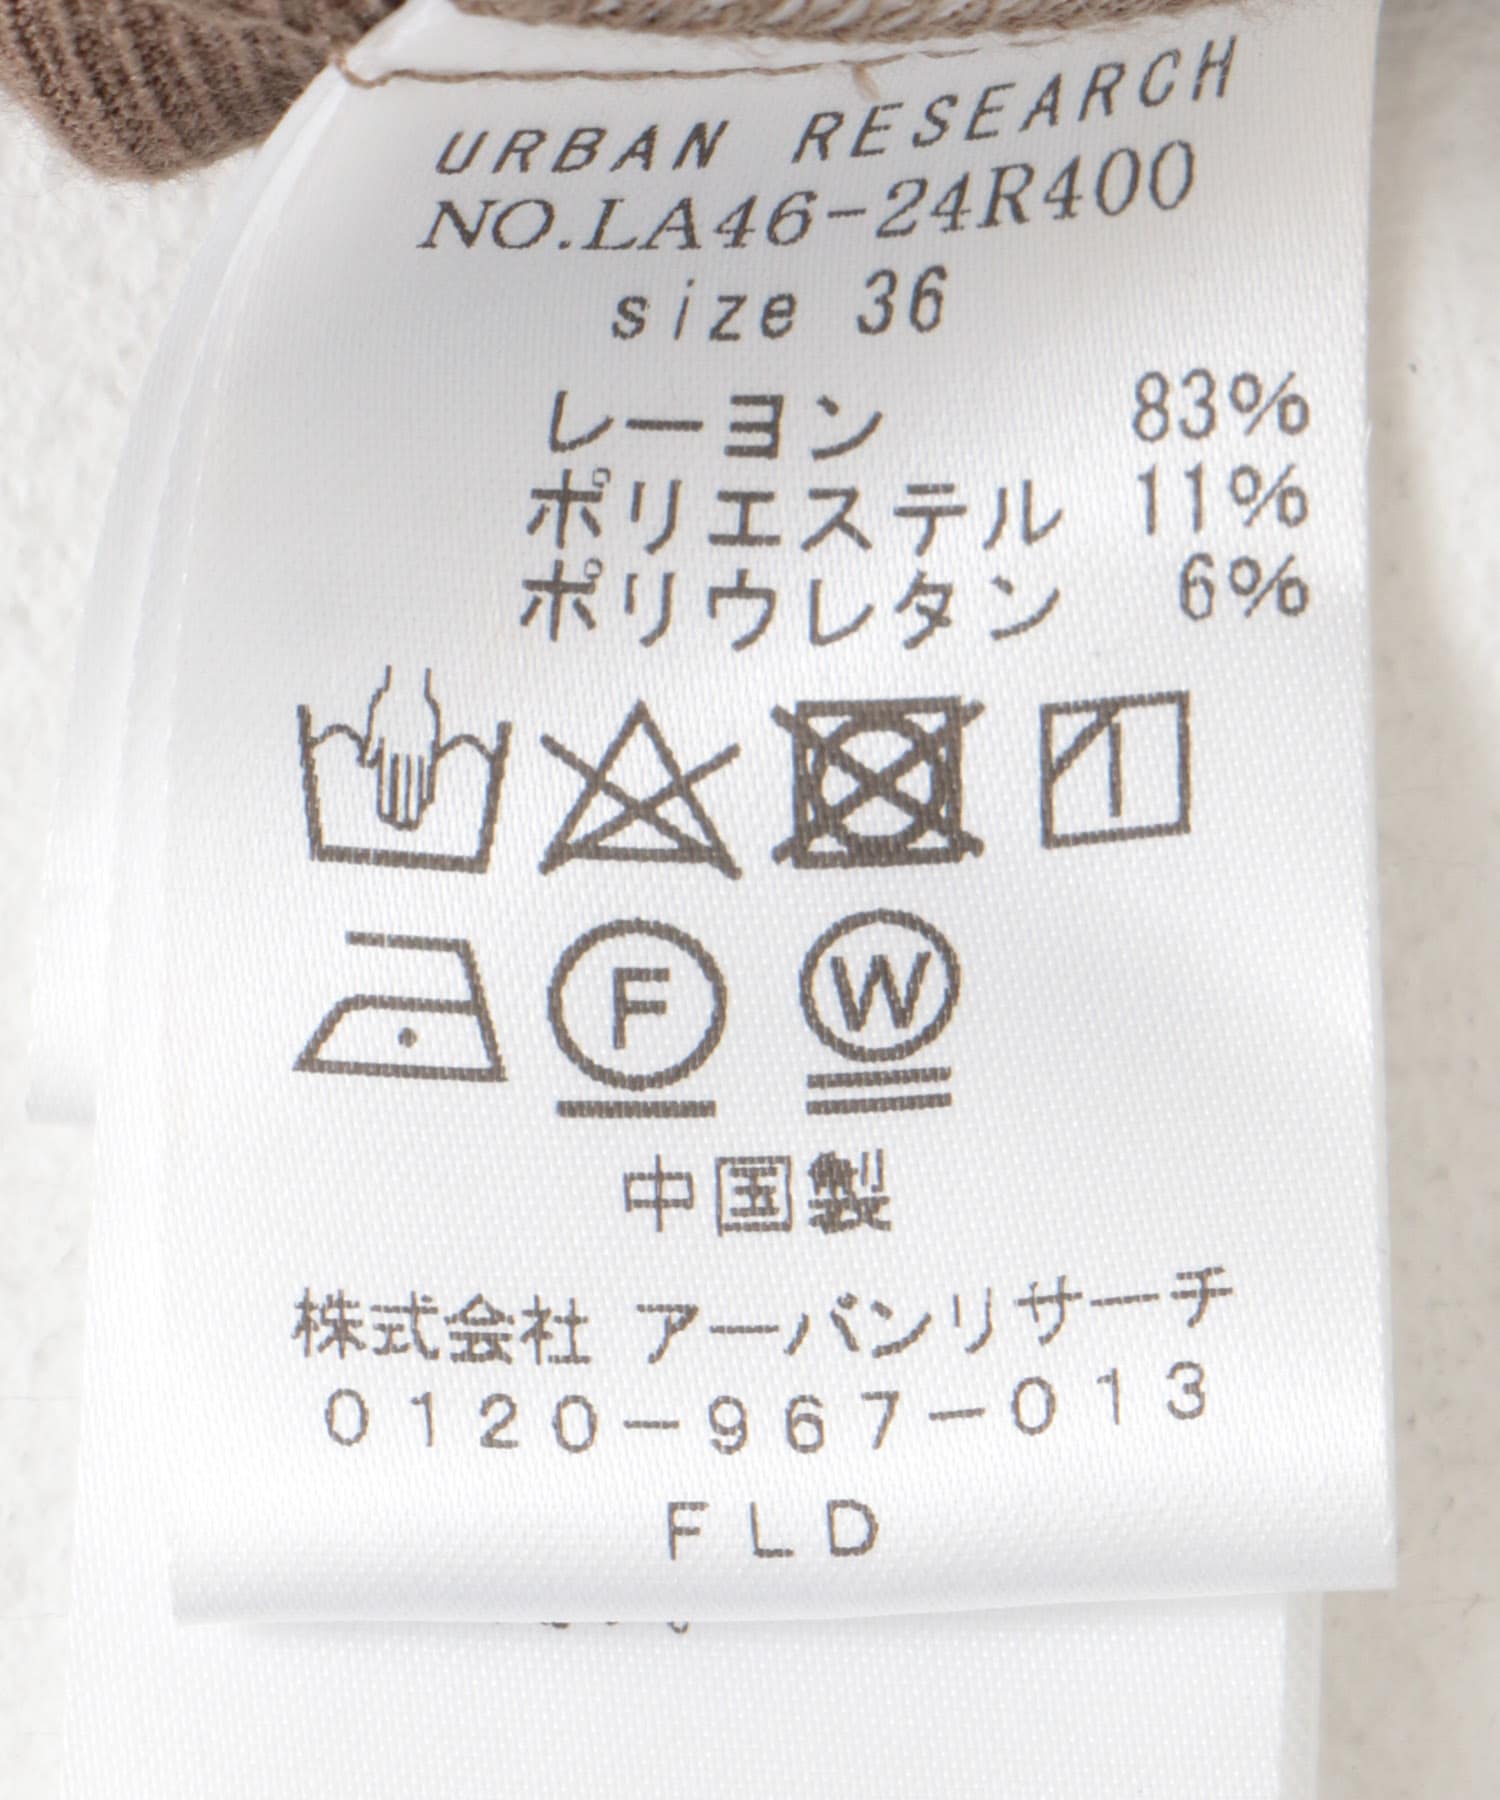 URBAN RESEARCH
NO.LA46-24R400
size 36
レーヨン 83%
ポリエステル 11%
ポリウレタン 6%
F W
中国製
株式会社 アーバンリサーチ
0120-967-013
FLD